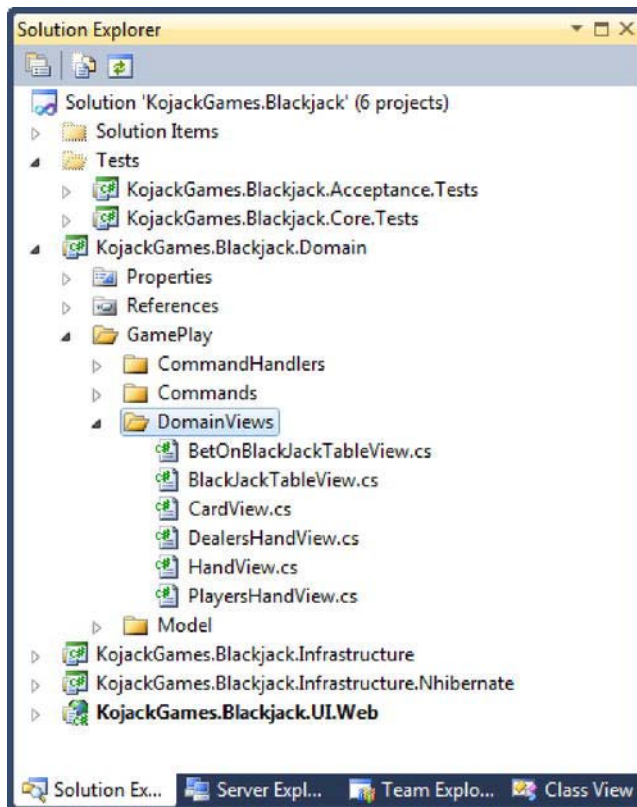 Solution Explorer
Solution 'KojackGames.Blackjack' (6 projects)
Solution Items
Tests
KojackGames.Blackjack.Acceptance.Tests
KojackGames.Blackjack.Core.Tests
KojackGames.Blackjack.Domain
Properties
References
GamePlay
CommandHandlers
Commands
DomainViews
BetOnBlackJackTableView.cs
BlackJackTableView.cs
CardView.cs
DealersHandView.cs
HandView.cs
PlayersHandView.cs
Model
KojackGames.Blackjack.Infrastructure
KojackGames.Blackjack.Infrastructure.Nhibernate
KojackGames.Blackjack.UI.Web
Solution Ex... Server Expl... Team Explo... Class View